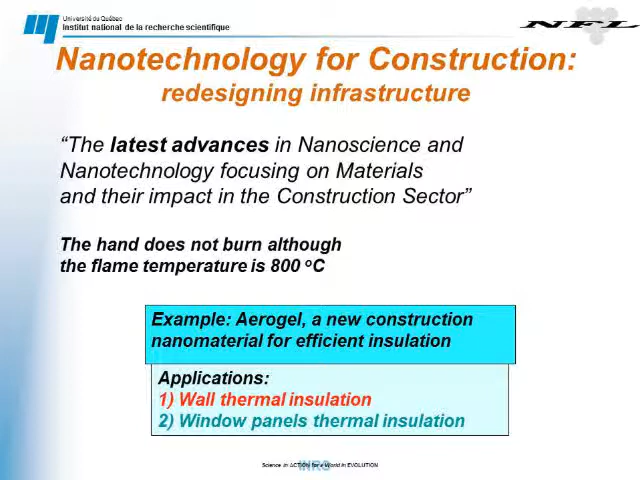 Université du Québec
Institut national de la recherche scientifique
NFL
Nanotechnology for Construction:
redesigning infrastructure
“The latest advances in Nanoscience and
Nanotechnology focusing on Materials
and their impact in the Construction Sector”
The hand does not burn although
the flame temperature is 800 ºC
Example: Aerogel, a new construction
nanomaterial for efficient insulation
Applications:
1) Wall thermal insulation
2) Window panels thermal insulation
Science in ACTION for a World in EVOLUTION
INRS